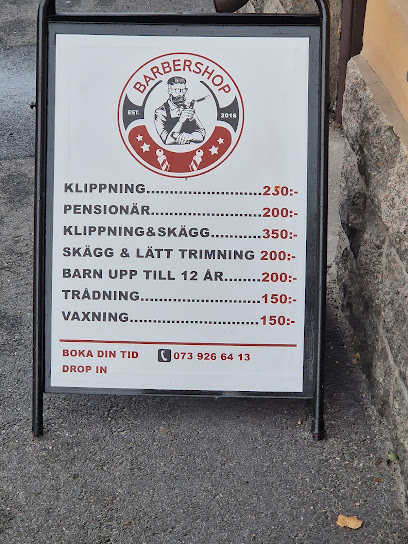 BARBERSHOP
EST. 2016
KLIPPNING.......................250:-
PENSIONÄR......................200:-
KLIPPNING&SKÄGG..........350:-
SKÄGG & LÄTT TRIMNING 200:-
BARN UPP TILL 12 ÅR........200:-
TRÅDNING........................150:-
VAXNING..........................150:-
BOKA DIN TID 073 926 64 13
DROP IN